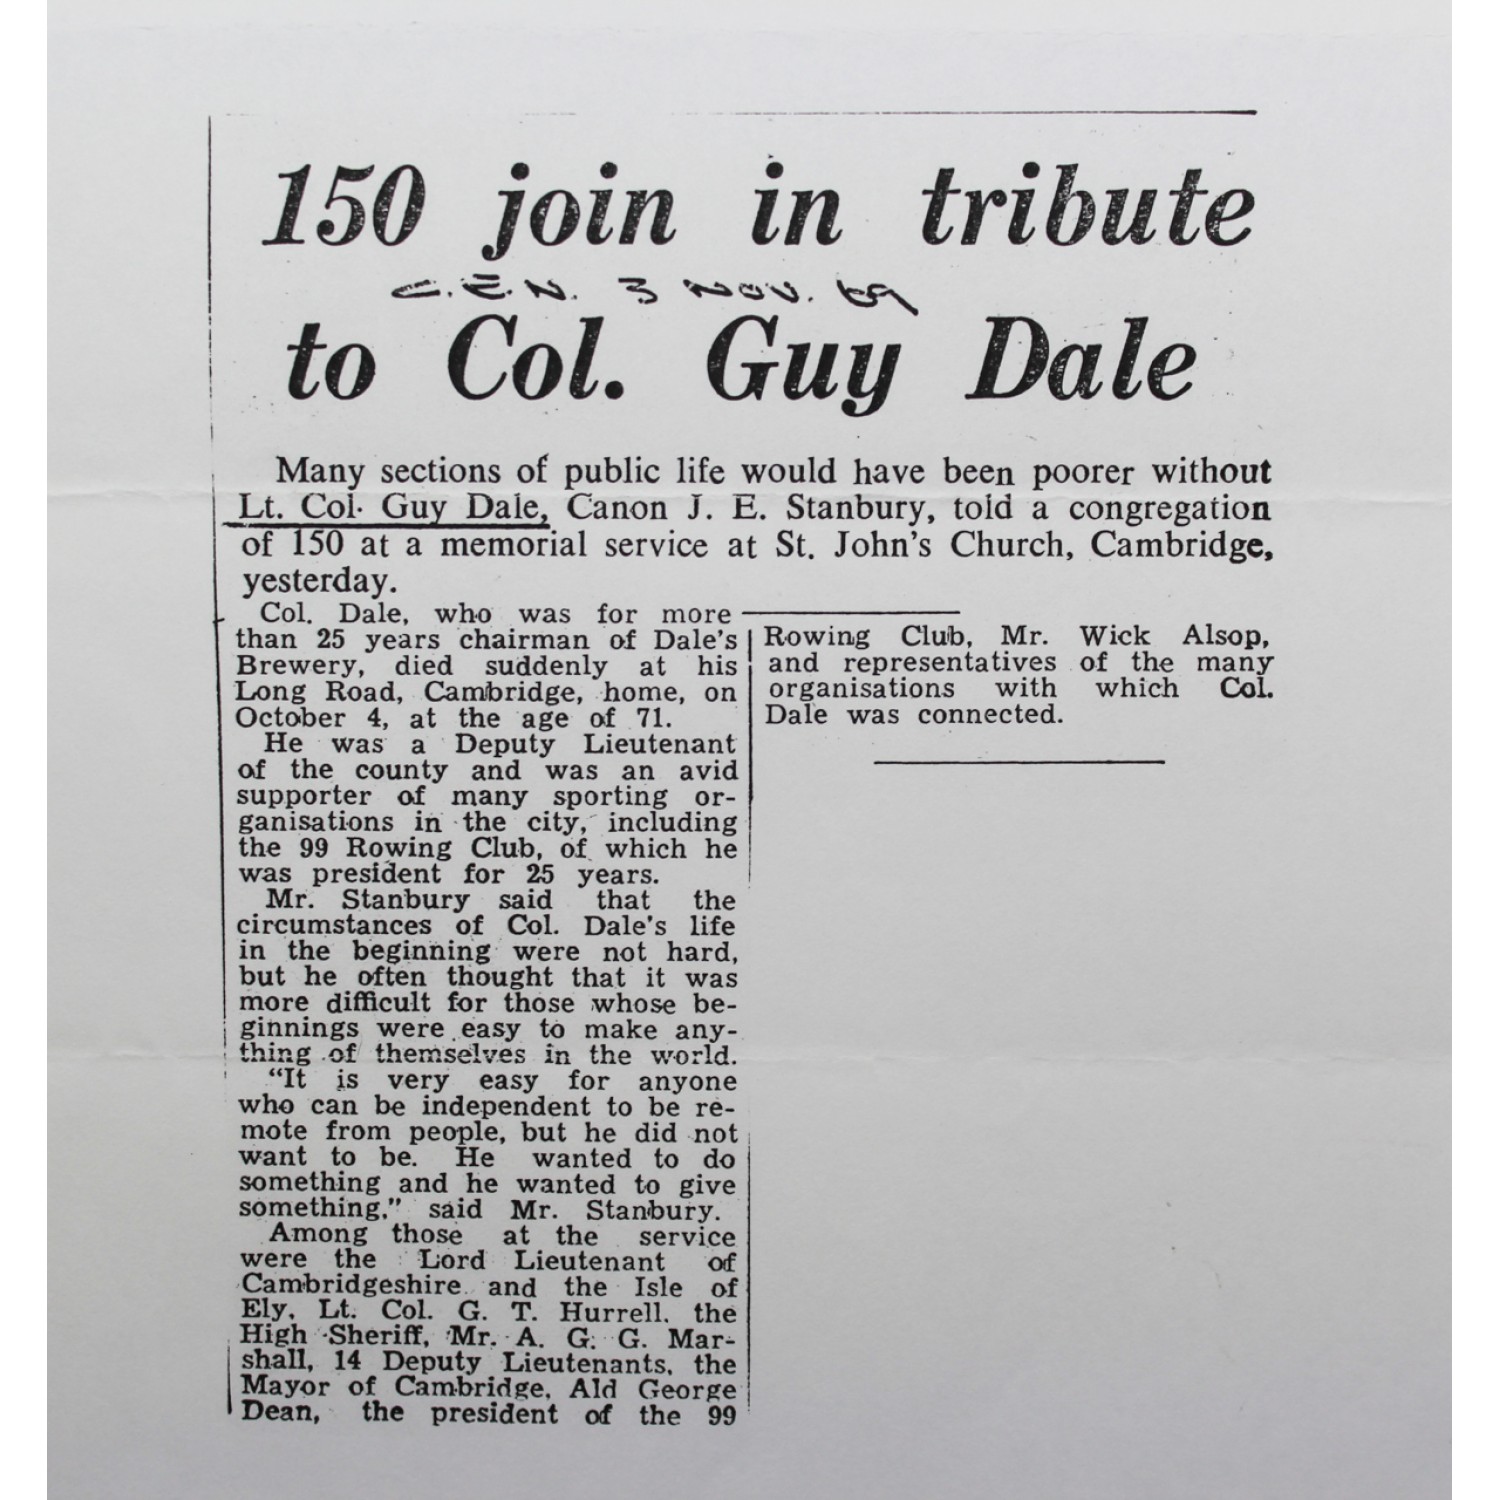 150 join in tribute
C.E.N. 3 NOV. 69
to Col. Guy Dale
Many sections of public life would have been poorer without
Lt. Col. Guy Dale, Canon J. E. Stanbury, told a congregation
of 150 at a memorial service at St. John's Church, Cambridge,
yesterday.
Col. Dale, who was for more
than 25 years chairman of Dale's
Brewery, died suddenly at his
Long Road, Cambridge, home, on
October 4, at the age of 71.
He was a Deputy Lieutenant
of the county and was an avid
supporter of many sporting or-
ganisations in the city, including
the 99 Rowing Club, of which he
was president for 25 years.
Mr. Stanbury said that the
circumstances of Col. Dale's life
in the beginning were not hard,
but he often thought that it was
more difficult for those whose be-
ginnings were easy to make any-
thing of themselves in the world.
"It is very easy for anyone
who can be independent to be re-
mote from people, but he did not
want to be. He wanted to do
something and he wanted to give
something," said Mr. Stanbury.
Among those at the service
were the Lord Lieutenant of
Cambridgeshire and the Isle of
Ely, Lt. Col. G. T. Hurrell, the
High Sheriff, Mr. A. G. G. Mar-
shall, 14 Deputy Lieutenants, the
Mayor of Cambridge, Ald George
Dean, the president of the 99
Rowing Club, Mr. Wick Alsop,
and representatives of the many
organisations with which Col.
Dale was connected.